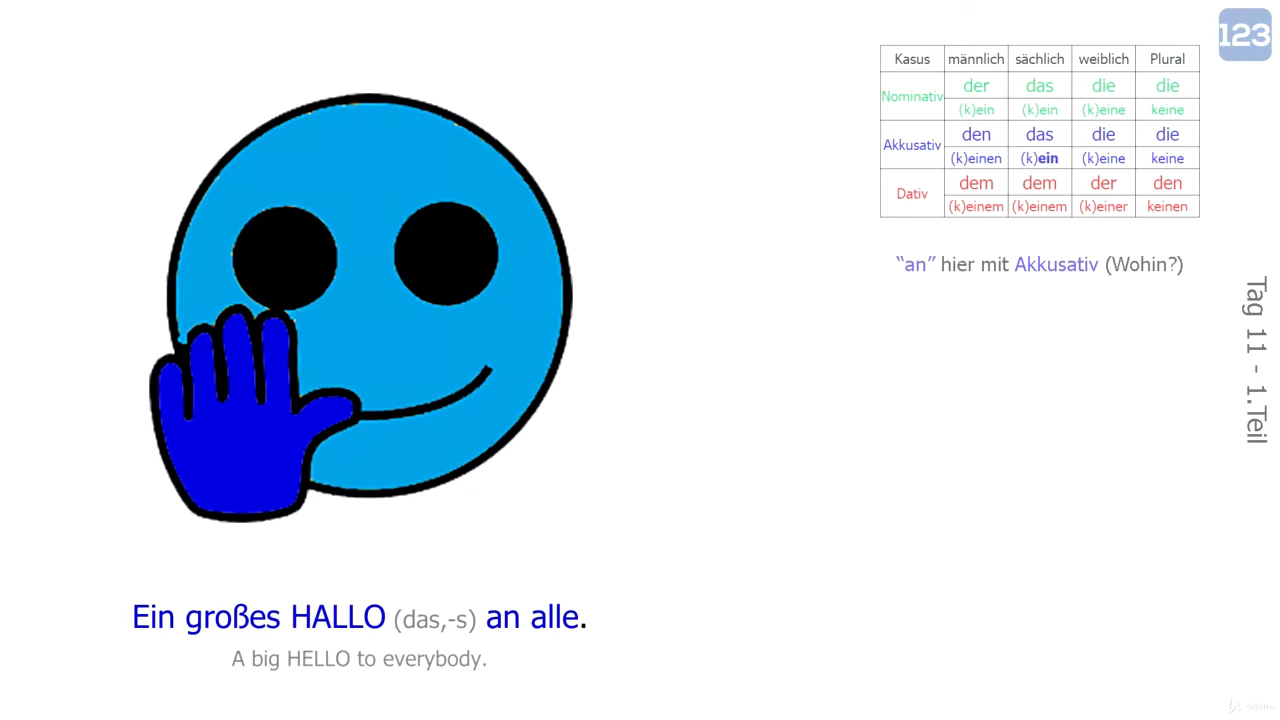 123
Kasus männlich sächlich weiblich Plural
Nominativ der das die die
(k)ein (k)ein (k)eine keine
Akkusativ den das die die
(k)einen (k)ein (k)eine keine
Dativ dem dem der den
(k)einem (k)einem (k)einer keinen
“an” hier mit Akkusativ (Wohin?)
Tag 11 - 1.Teil
Ein großes HALLO (das,-s) an alle.
A big HELLO to everybody.